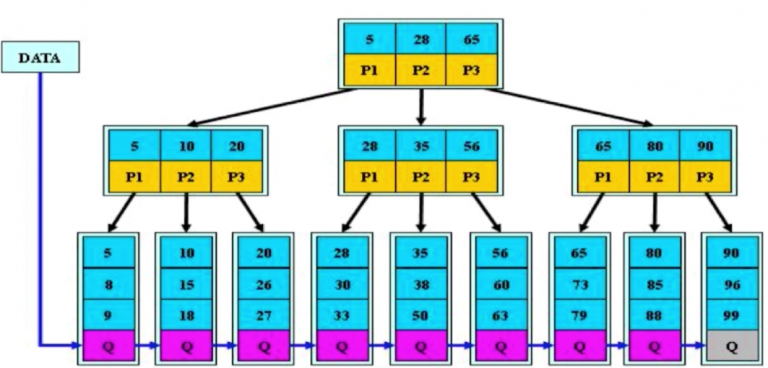 5 28 65
DATA
P1 P2 P3
5 10 20 28 35 56 65 80 90
P1 P2 P3 P1 P2 P3 P1 P2 P3
5 10 20 28 35 56 65 80 90
8 15 26 30 38 60 73 85 96
9 18 27 33 50 63 79 88 99
Q Q Q Q Q Q Q Q Q